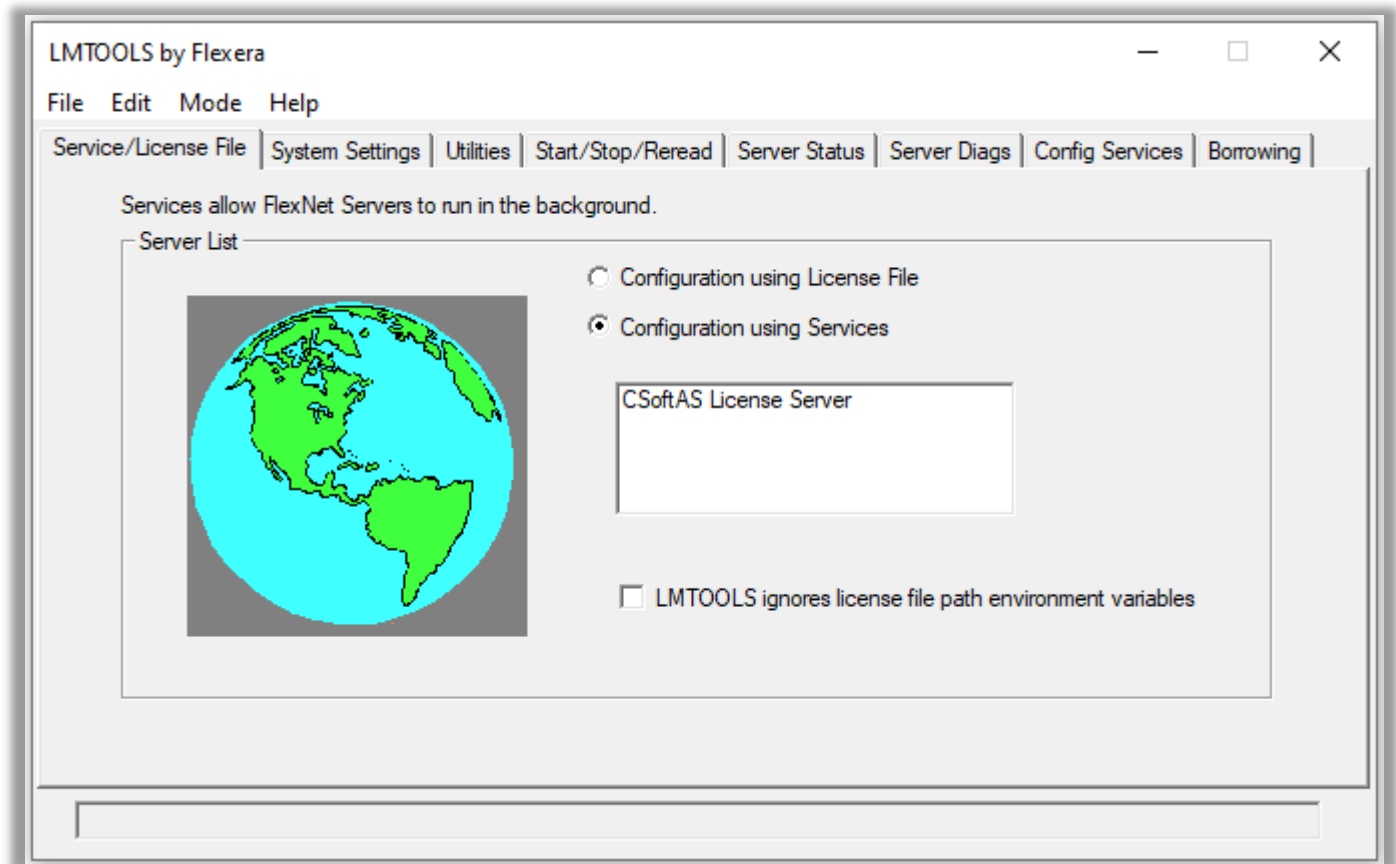 LMTOOLS by Flexera
File Edit Mode Help
Service/License File System Settings Utilities Start/Stop/Reread Server Status Server Diags Config Services Borrowing
Services allow FlexNet Servers to run in the background.
Server List
Configuration using License File
Configuration using Services
CSoftAS License Server
LMTOOLS ignores license file path environment variables